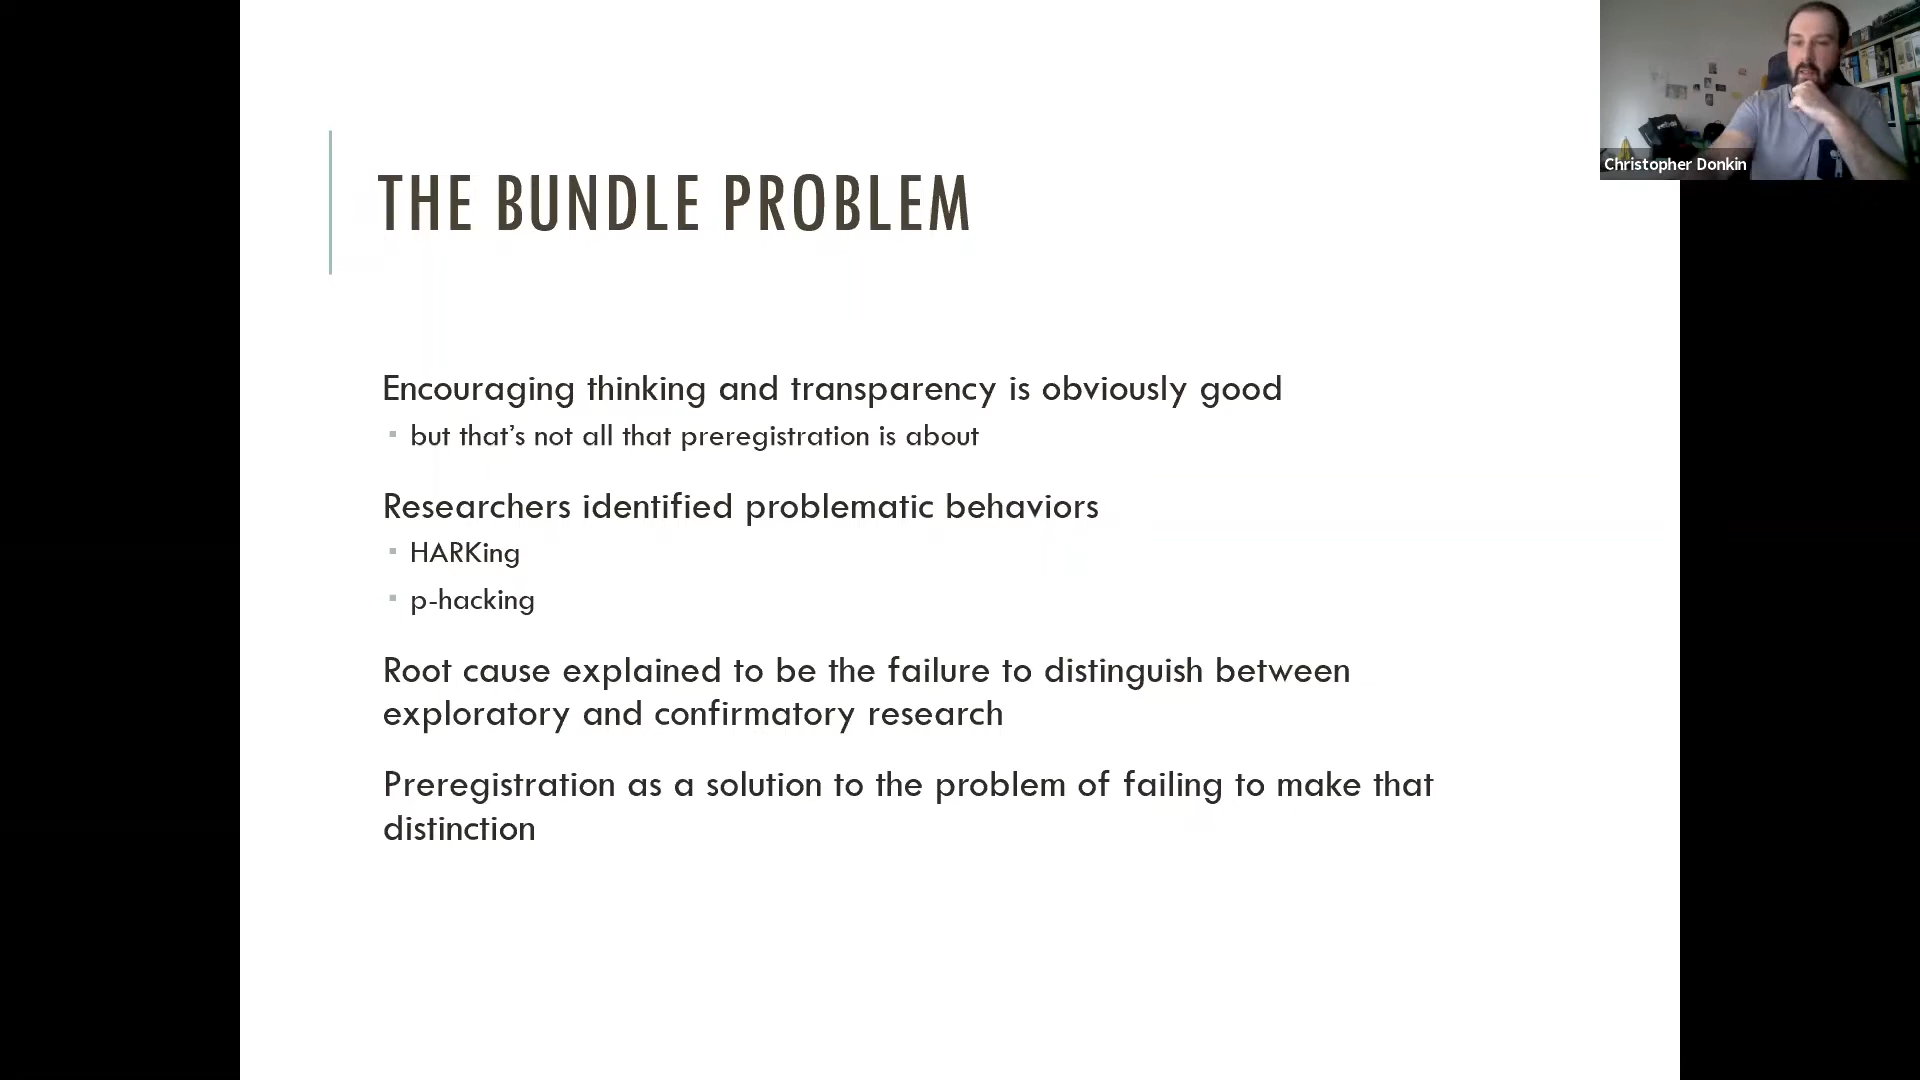 THE BUNDLE PROBLEM
Encouraging thinking and transparency is obviously good
but that's not all that preregistration is about
Researchers identified problematic behaviors
HARKing
p-hacking
Root cause explained to be the failure to distinguish between
exploratory and confirmatory research
Preregistration as a solution to the problem of failing to make that
distinction
Christopher Donkin